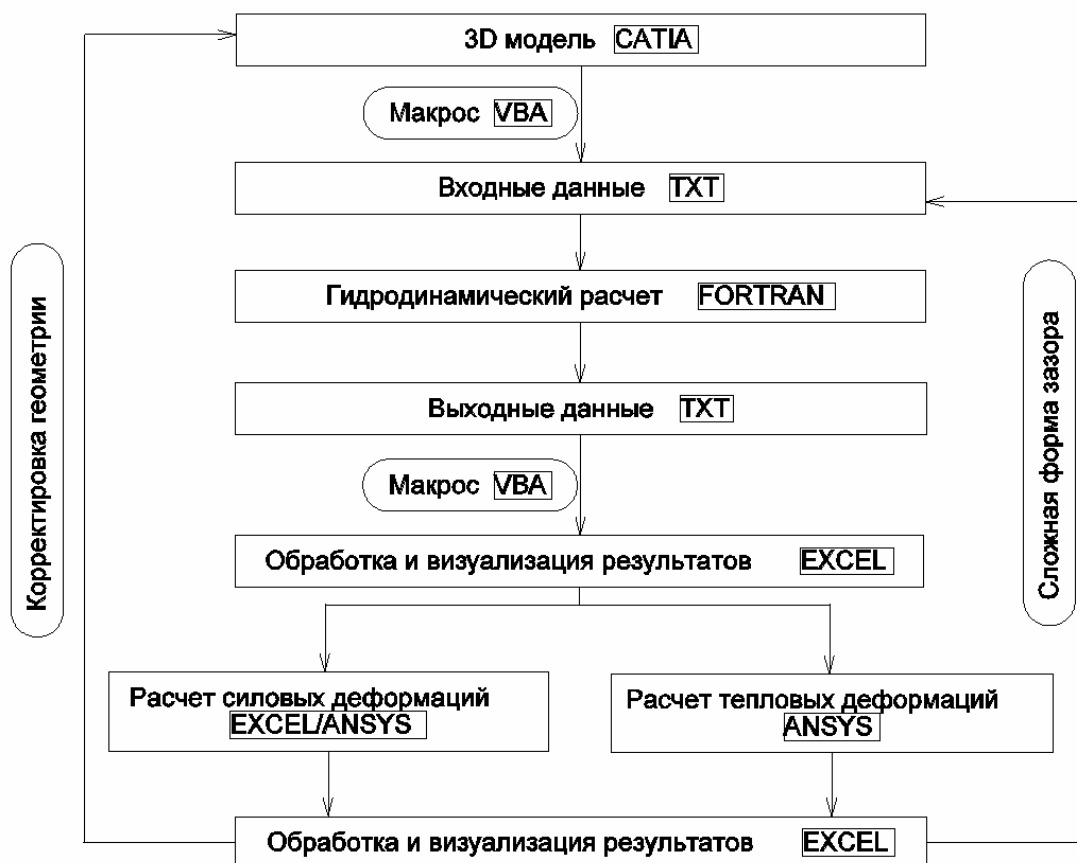 3D модель CATIA
Макрос VBA
Входные данные TXT
Гидродинамический расчет FORTRAN
Выходные данные TXT
Макрос VBA
Обработка и визуализация результатов EXCEL
Расчет силовых деформаций
EXCEL/ANSYS
Расчет тепловых деформаций
ANSYS
Обработка и визуализация результатов EXCEL
Корректировка геометрии
Сложная форма зазора